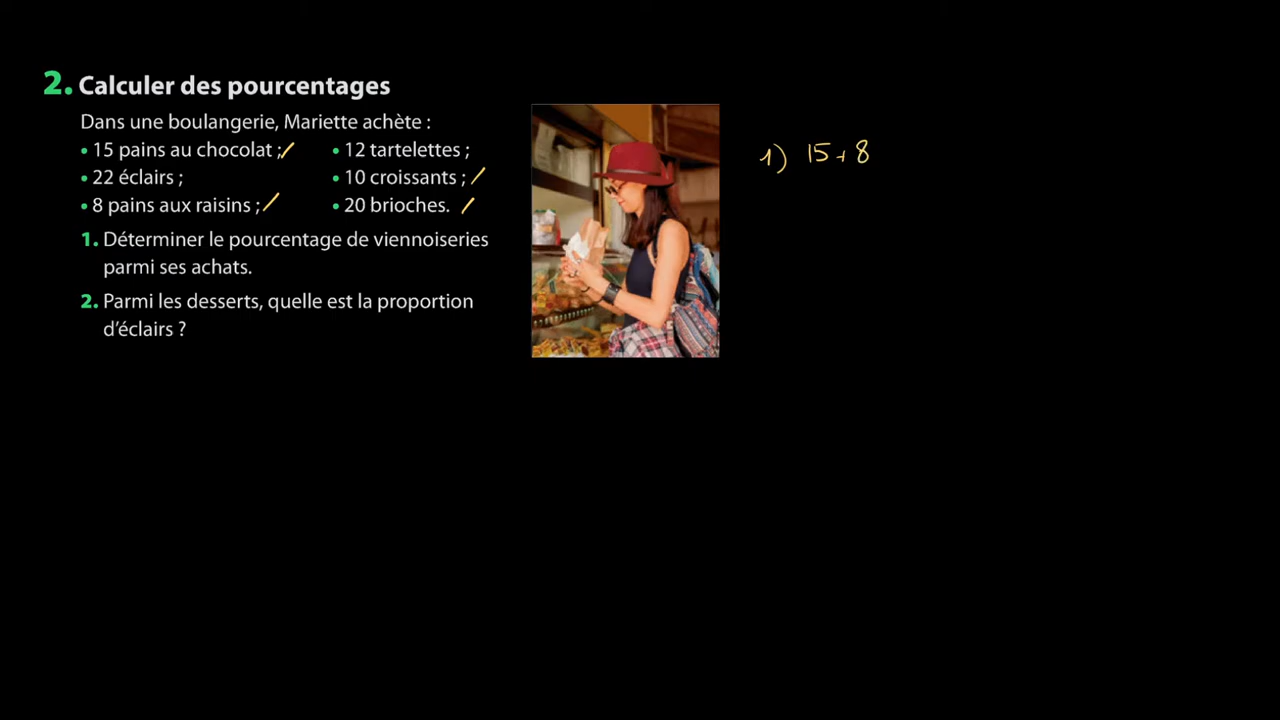 2. Calculer des pourcentages
Dans une boulangerie, Mariette achète :
• 15 pains au chocolat ;
• 22 éclairs ;
• 8 pains aux raisins ;
• 12 tartelettes ;
• 10 croissants ;
• 20 brioches.
1. Déterminer le pourcentage de viennoiseries
parmi ses achats.
2. Parmi les desserts, quelle est la proportion
d'éclairs ?
1) 15 + 8